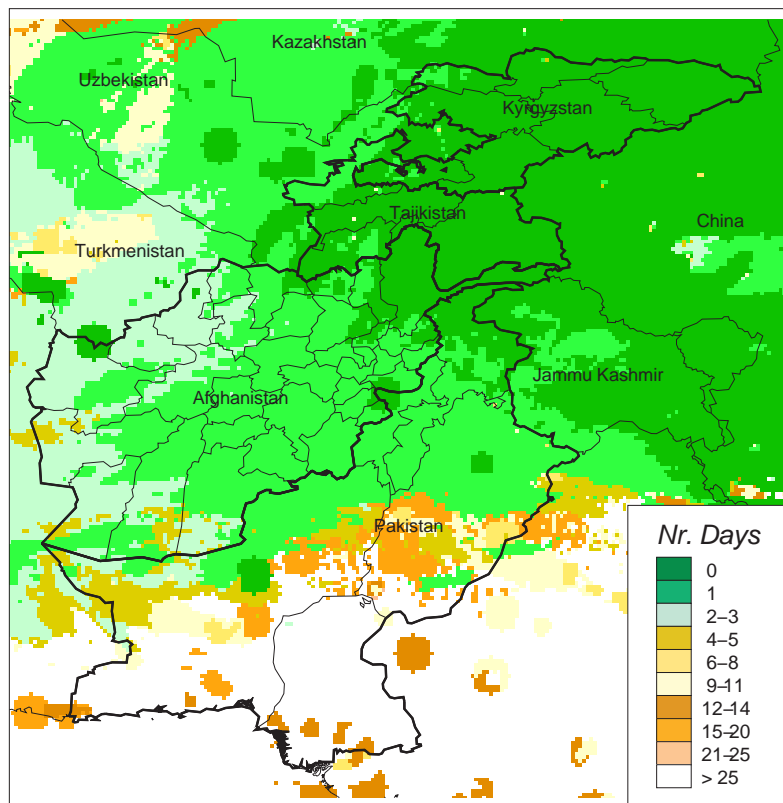 Kazakhstan
Uzbekistan
Kyrgyzstan
Tajikistan
China
Turkmenistan
Jammu Kashmir
Afghanistan
Pakistan
Nr. Days
0
1
2–3
4–5
6–8
9–11
12–14
15–20
21–25
> 25